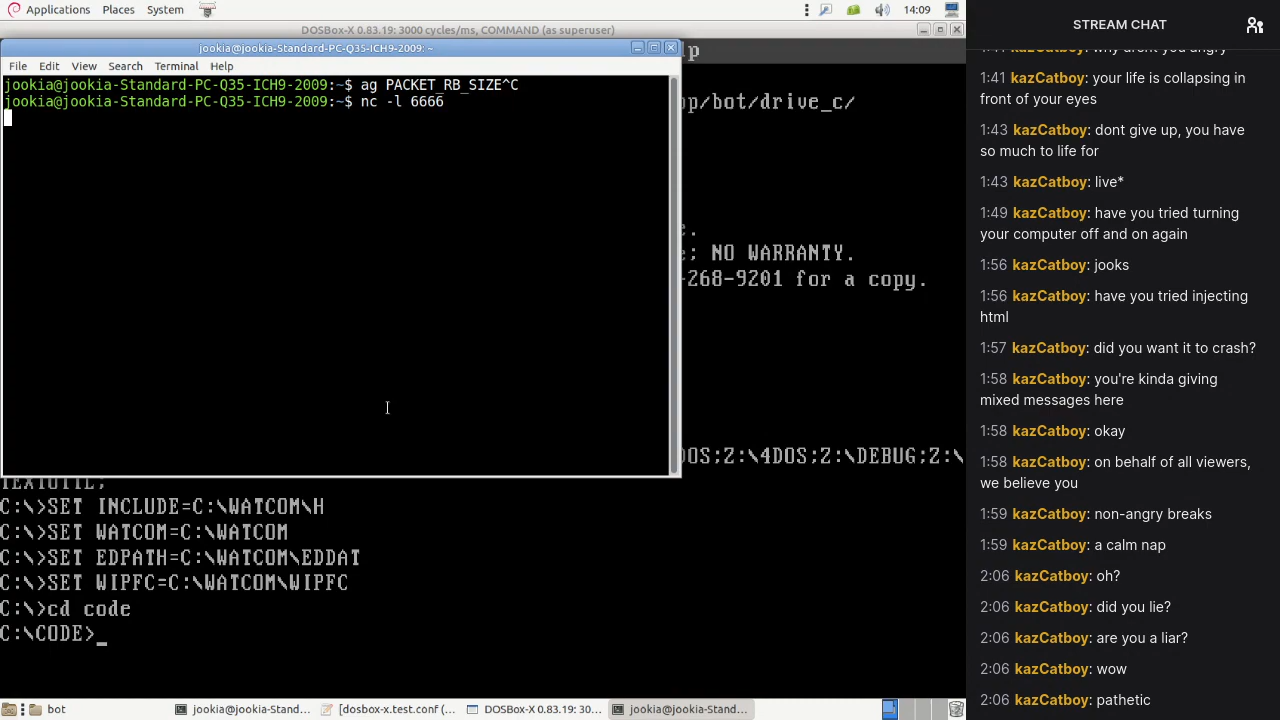 Applications Places System 14:09
DOSBox-X 0.83.19: 3000 cycles/ms, COMMAND (as superuser)
jookia@jookia-Standard-PC-Q35-ICH9-2009: ~
File Edit View Search Terminal Help
jookia@jookia-Standard-PC-Q35-ICH9-2009:~$ ag PACKET_RB_SIZE^C
jookia@jookia-Standard-PC-Q35-ICH9-2009:~$ nc -l 6666
p
op/bot/drive_c/
e.
e; NO WARRANTY.
-268-9201 for a copy.
DOS;Z:\4DOS;Z:\DEBUG;Z:\
TEXTUTIL;
C:\>SET INCLUDE=C:\WATCOM\H
C:\>SET WATCOM=C:\WATCOM
C:\>SET EDPATH=C:\WATCOM\EDDAT
C:\>SET WIPFC=C:\WATCOM\WIPFC
C:\>cd code
C:\CODE>_
bot
jookia@jookia-Stand...
[dosbox-x.test.conf (...
DOSBox-X 0.83.19: 30...
jookia@jookia-Stand...
STREAM CHAT
1:41 kazCatboy: why arent you angry
1:41 kazCatboy: your life is collapsing in
front of your eyes
1:43 kazCatboy: dont give up, you have
so much to life for
1:43 kazCatboy: live*
1:49 kazCatboy: have you tried turning
your computer off and on again
1:56 kazCatboy: jooks
1:56 kazCatboy: have you tried injecting
html
1:57 kazCatboy: did you want it to crash?
1:58 kazCatboy: you're kinda giving
mixed messages here
1:58 kazCatboy: okay
1:58 kazCatboy: on behalf of all viewers,
we believe you
1:59 kazCatboy: non-angry breaks
1:59 kazCatboy: a calm nap
2:06 kazCatboy: oh?
2:06 kazCatboy: did you lie?
2:06 kazCatboy: are you a liar?
2:06 kazCatboy: wow
2:06 kazCatboy: pathetic